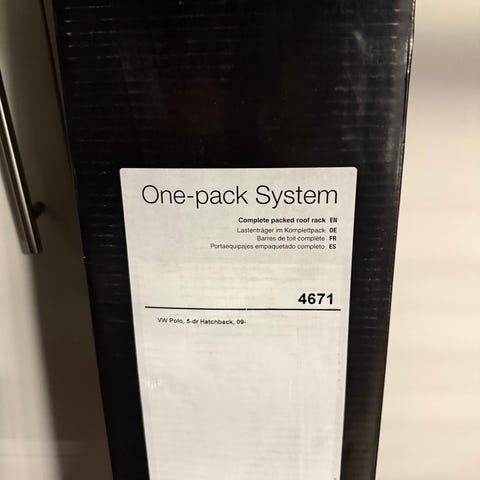 One-pack System
Complete packed roof rack EN
Lastenträger im Komplettpack DE
Barres de toit complète FR
Portaequipajes empaquetado completo ES
4671
VW Polo, 5-dr Hatchback, 09-